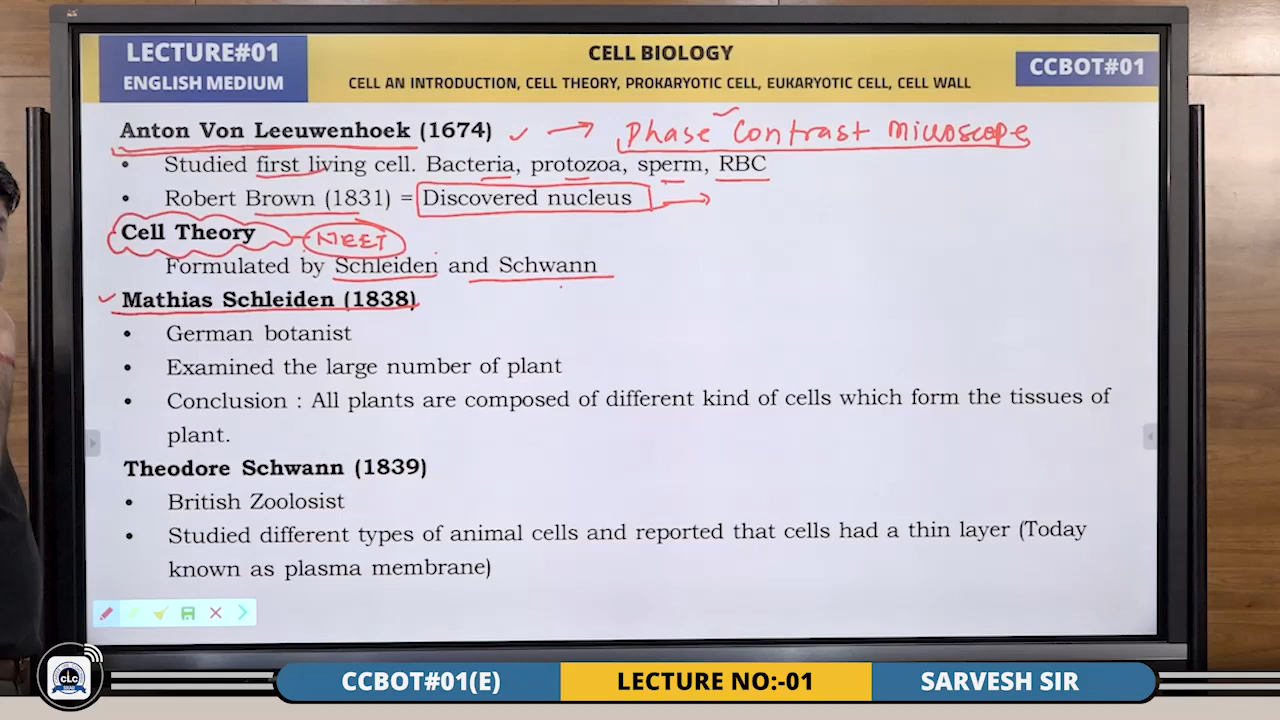 LECTURE#01
ENGLISH MEDIUM
CELL BIOLOGY
CELL AN INTRODUCTION, CELL THEORY, PROKARYOTIC CELL, EUKARYOTIC CELL, CELL WALL
CCBOT#01
Anton Von Leeuwenhoek (1674) ✓ → Phase Contrast Microscope
• Studied first living cell. Bacteria, protozoa, sperm, RBC
• Robert Brown (1831) = Discovered nucleus →
Cell Theory NEET
Formulated by Schleiden and Schwann
✓ Mathias Schleiden (1838)
• German botanist
• Examined the large number of plant
• Conclusion : All plants are composed of different kind of cells which form the tissues of
plant.
Theodore Schwann (1839)
• British Zoolosist
• Studied different types of animal cells and reported that cells had a thin layer (Today
known as plasma membrane)
CLC
CCBOT#01(E)
LECTURE NO:-01
SARVESH SIR